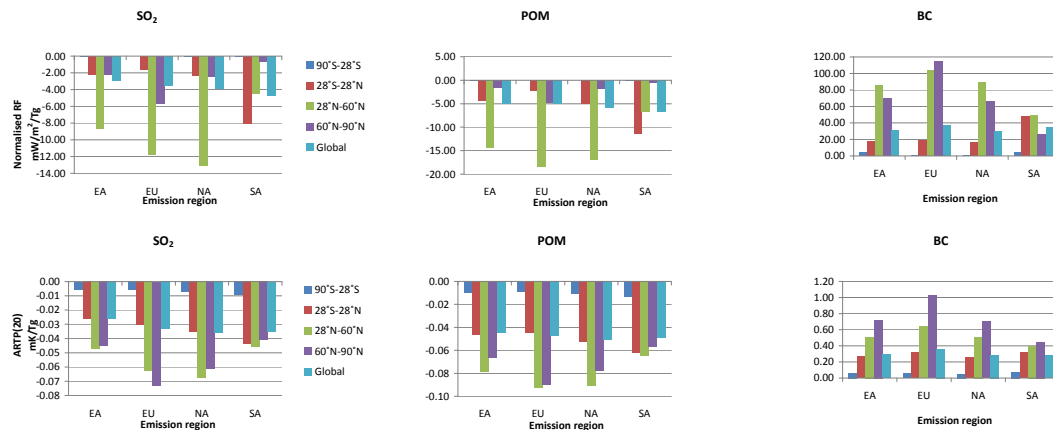 SO2
POM
BC
Normalised RF
mW/m2/Tg
0.00
-2.00
-4.00
-6.00
-8.00
-10.00
-12.00
-14.00
EA EU NA SA
Emission region
90˚S-28˚S
28˚S-28˚N
28˚N-60˚N
60˚N-90˚N
Global
5.00
0.00
-5.00
-10.00
-15.00
-20.00
EA EU NA SA
Emission region
120.00
100.00
80.00
60.00
40.00
20.00
0.00
EA EU NA SA
Emission region
SO2
POM
BC
ARTP(20)
mK/Tg
0.00
-0.01
-0.02
-0.03
-0.04
-0.05
-0.06
-0.07
-0.08
EA EU NA SA
Emission region
90˚S-28˚S
28˚S-28˚N
28˚N-60˚N
60˚N-90˚N
Global
0.00
-0.02
-0.04
-0.06
-0.08
-0.10
EA EU NA SA
Emission region
1.20
1.00
0.80
0.60
0.40
0.20
0.00
EA EU NA SA
Emission region